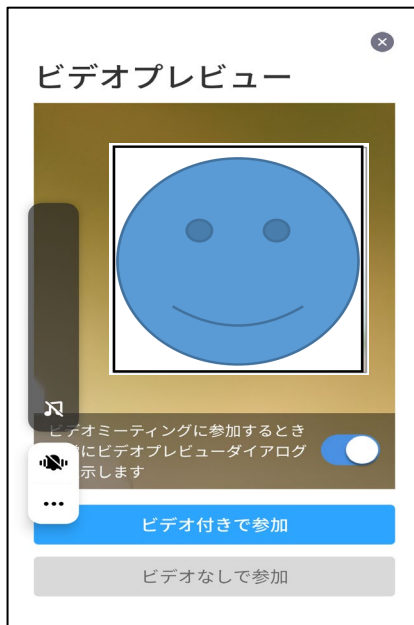 ビデオプレビュー
ビデオミーティングに参加するとき
にビデオプレビューダイアログ
示します
ビデオ付きで参加
ビデオなしで参加